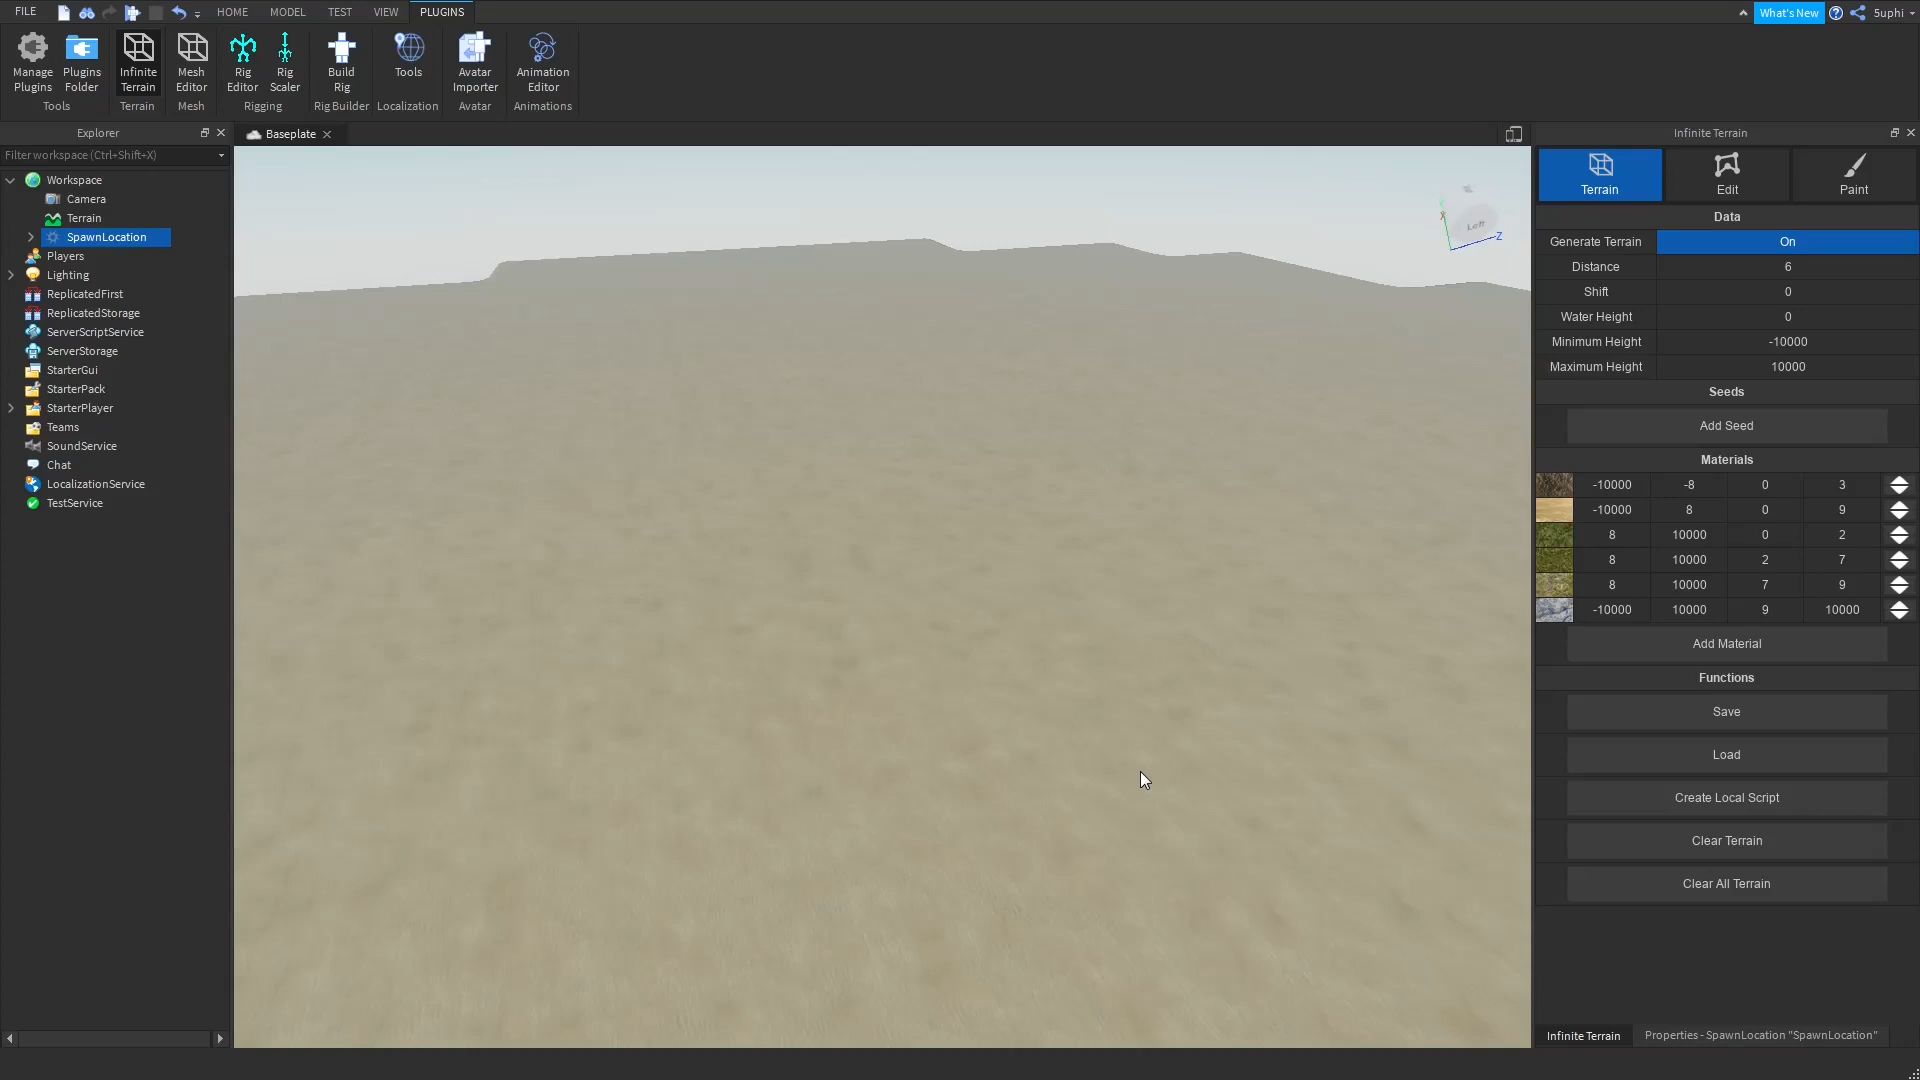 FILE HOME MODEL TEST VIEW PLUGINS What's New 5uphi
Manage Plugins Infinite Mesh Rig Rig Build Tools Avatar Animation
Plugins Folder Terrain Editor Editor Scaler Rig Importer Editor
Tools Terrain Mesh Rigging Rig Builder Localization Avatar Animations
Explorer
Baseplate
Infinite Terrain
Filter workspace (Ctrl+Shift+X)
Workspace
Camera
Terrain
SpawnLocation
Players
Lighting
ReplicatedFirst
ReplicatedStorage
ServerScriptService
ServerStorage
StarterGui
StarterPack
StarterPlayer
Teams
SoundService
Chat
LocalizationService
TestService
Left
X
Z
Terrain Edit Paint
Data
Generate Terrain On
Distance 6
Shift 0
Water Height 0
Minimum Height -10000
Maximum Height 10000
Seeds
Add Seed
Materials
-10000 -8 0 3
-10000 8 0 9
8 10000 0 2
8 10000 2 7
8 10000 7 9
-10000 10000 9 10000
Add Material
Functions
Save
Load
Create Local Script
Clear Terrain
Clear All Terrain
Infinite Terrain Properties - SpawnLocation "SpawnLocation"